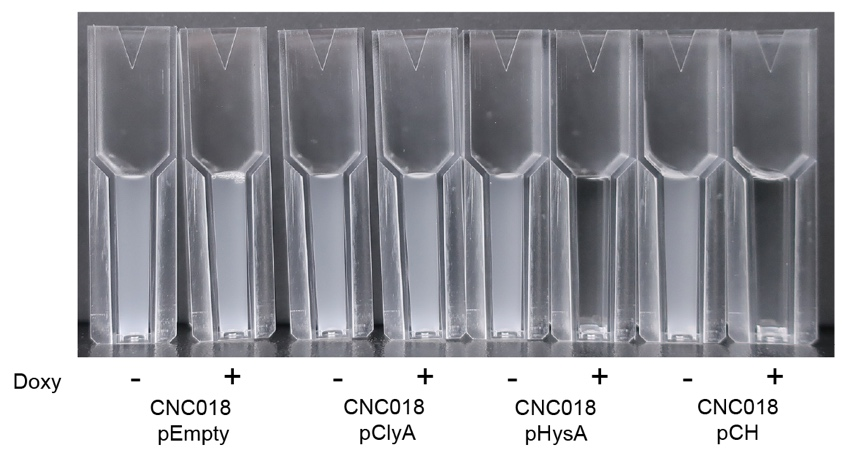 Doxy - + - + - + - +
CNC018 CNC018 CNC018 CNC018
pEmpty pClyA pHysA pCH